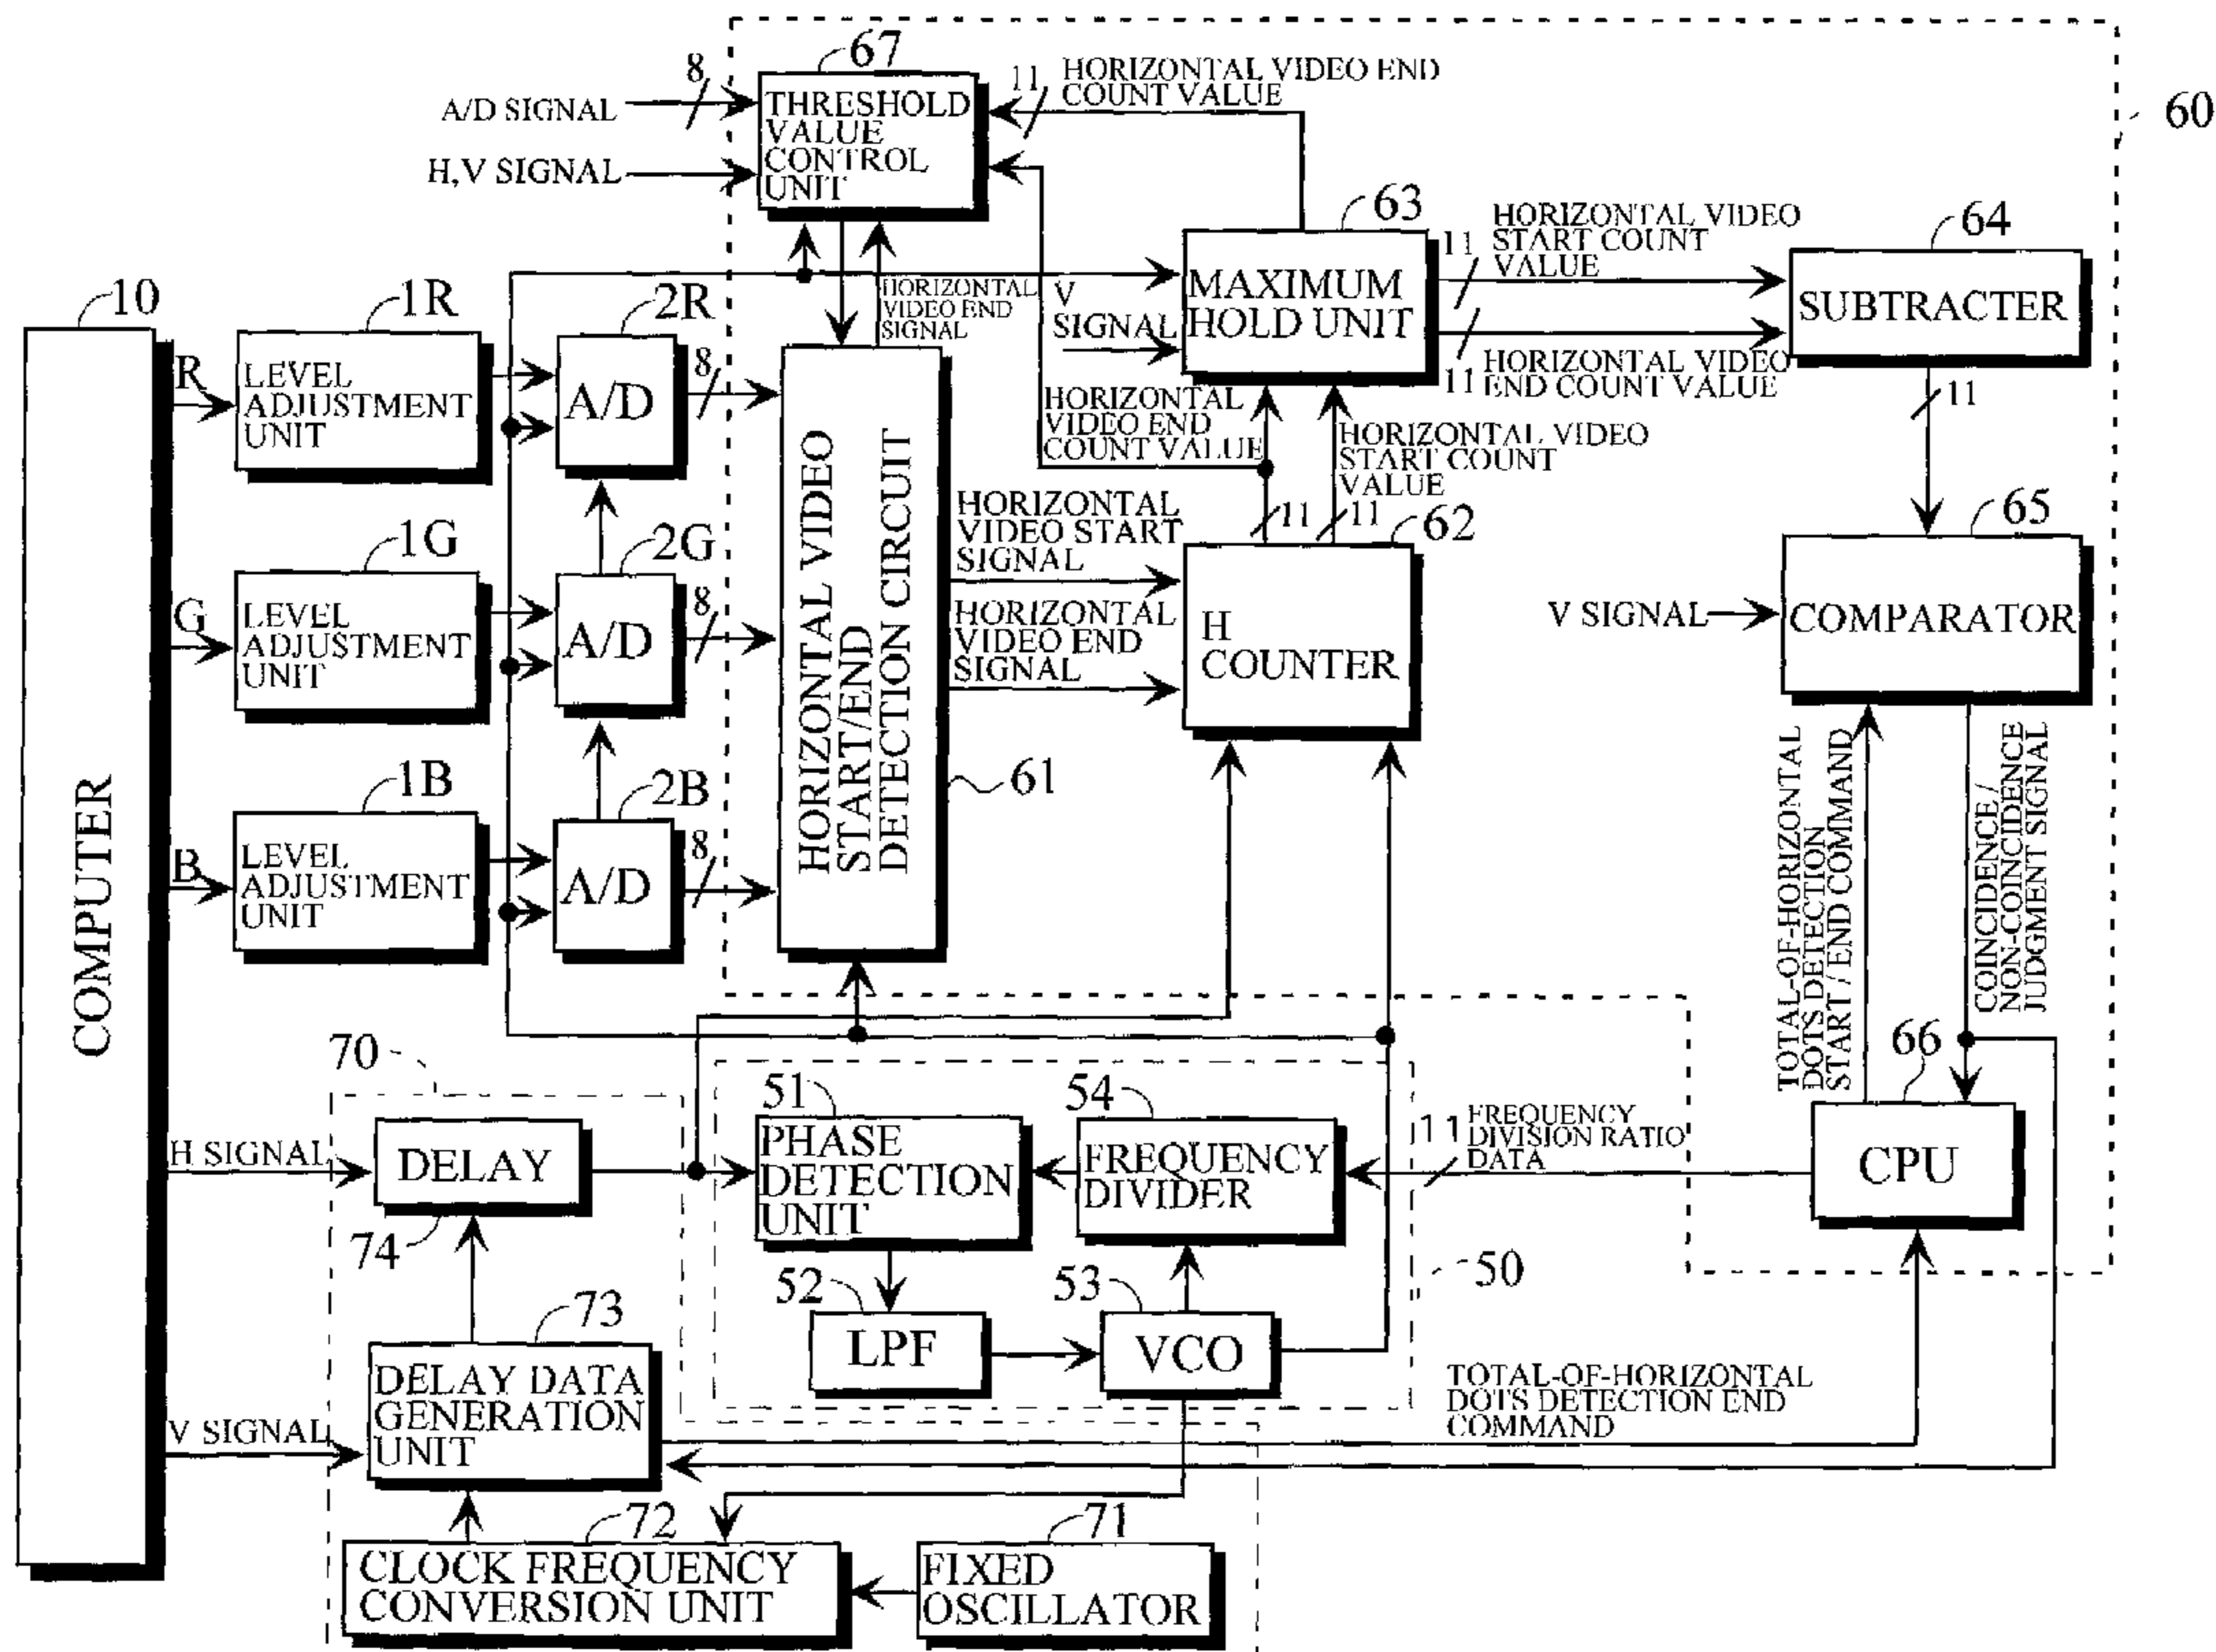 67
8
A/D SIGNAL
H,V SIGNAL
THRESHOLD
VALUE
CONTROL
UNIT
11
HORIZONTAL VIDEO END
COUNT VALUE
60
10
COMPUTER
R
1R
LEVEL
ADJUSTMENT
UNIT
2R
A/D
8
G
1G
LEVEL
ADJUSTMENT
UNIT
2G
A/D
8
B
1B
LEVEL
ADJUSTMENT
UNIT
2B
A/D
8
HORIZONTAL
VIDEO END
SIGNAL
HORIZONTAL VIDEO
START/END
DETECTION CIRCUIT
61
V
SIGNAL
63
MAXIMUM
HOLD UNIT
11
HORIZONTAL VIDEO
START COUNT
VALUE
11
HORIZONTAL VIDEO
END COUNT VALUE
64
SUBTRACTER
11
HORIZONTAL
VIDEO END
COUNT VALUE
HORIZONTAL VIDEO
START COUNT
VALUE
11
11
HORIZONTAL
VIDEO START
SIGNAL
HORIZONTAL
VIDEO END
SIGNAL
62
H
COUNTER
65
V SIGNAL
COMPARATOR
TOTAL-OF-HORIZONTAL
DOTS DETECTION
START / END COMMAND
COINCIDENCE /
NON-COINCIDENCE
JUDGMENT SIGNAL
66
CPU
70
H SIGNAL
DELAY
74
51
PHASE
DETECTION
UNIT
54
FREQUENCY
DIVIDER
11
FREQUENCY
DIVISION RATIO
DATA
52
LPF
53
VCO
50
73
V SIGNAL
DELAY DATA
GENERATION
UNIT
TOTAL-OF-HORIZONTAL
DOTS DETECTION END
COMMAND
72
CLOCK FREQUENCY
CONVERSION UNIT
71
FIXED
OSCILLATOR